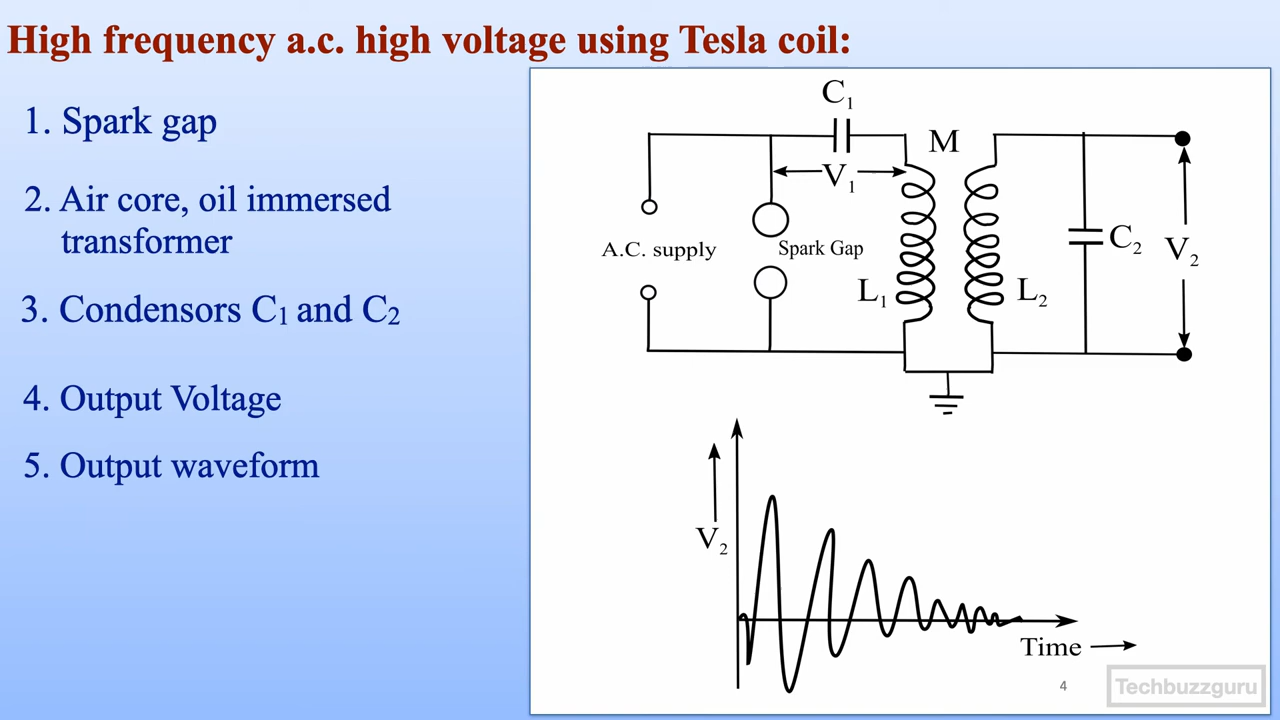 High frequency a.c. high voltage using Tesla coil:
1. Spark gap
2. Air core, oil immersed
transformer
3. Condensors C₁ and C₂
4. Output Voltage
5. Output waveform
C₁
M
V₁
A.C. supply
Spark Gap
L₁
L₂
C₂
V₂
V₂
Time
4
Techbuzzguru